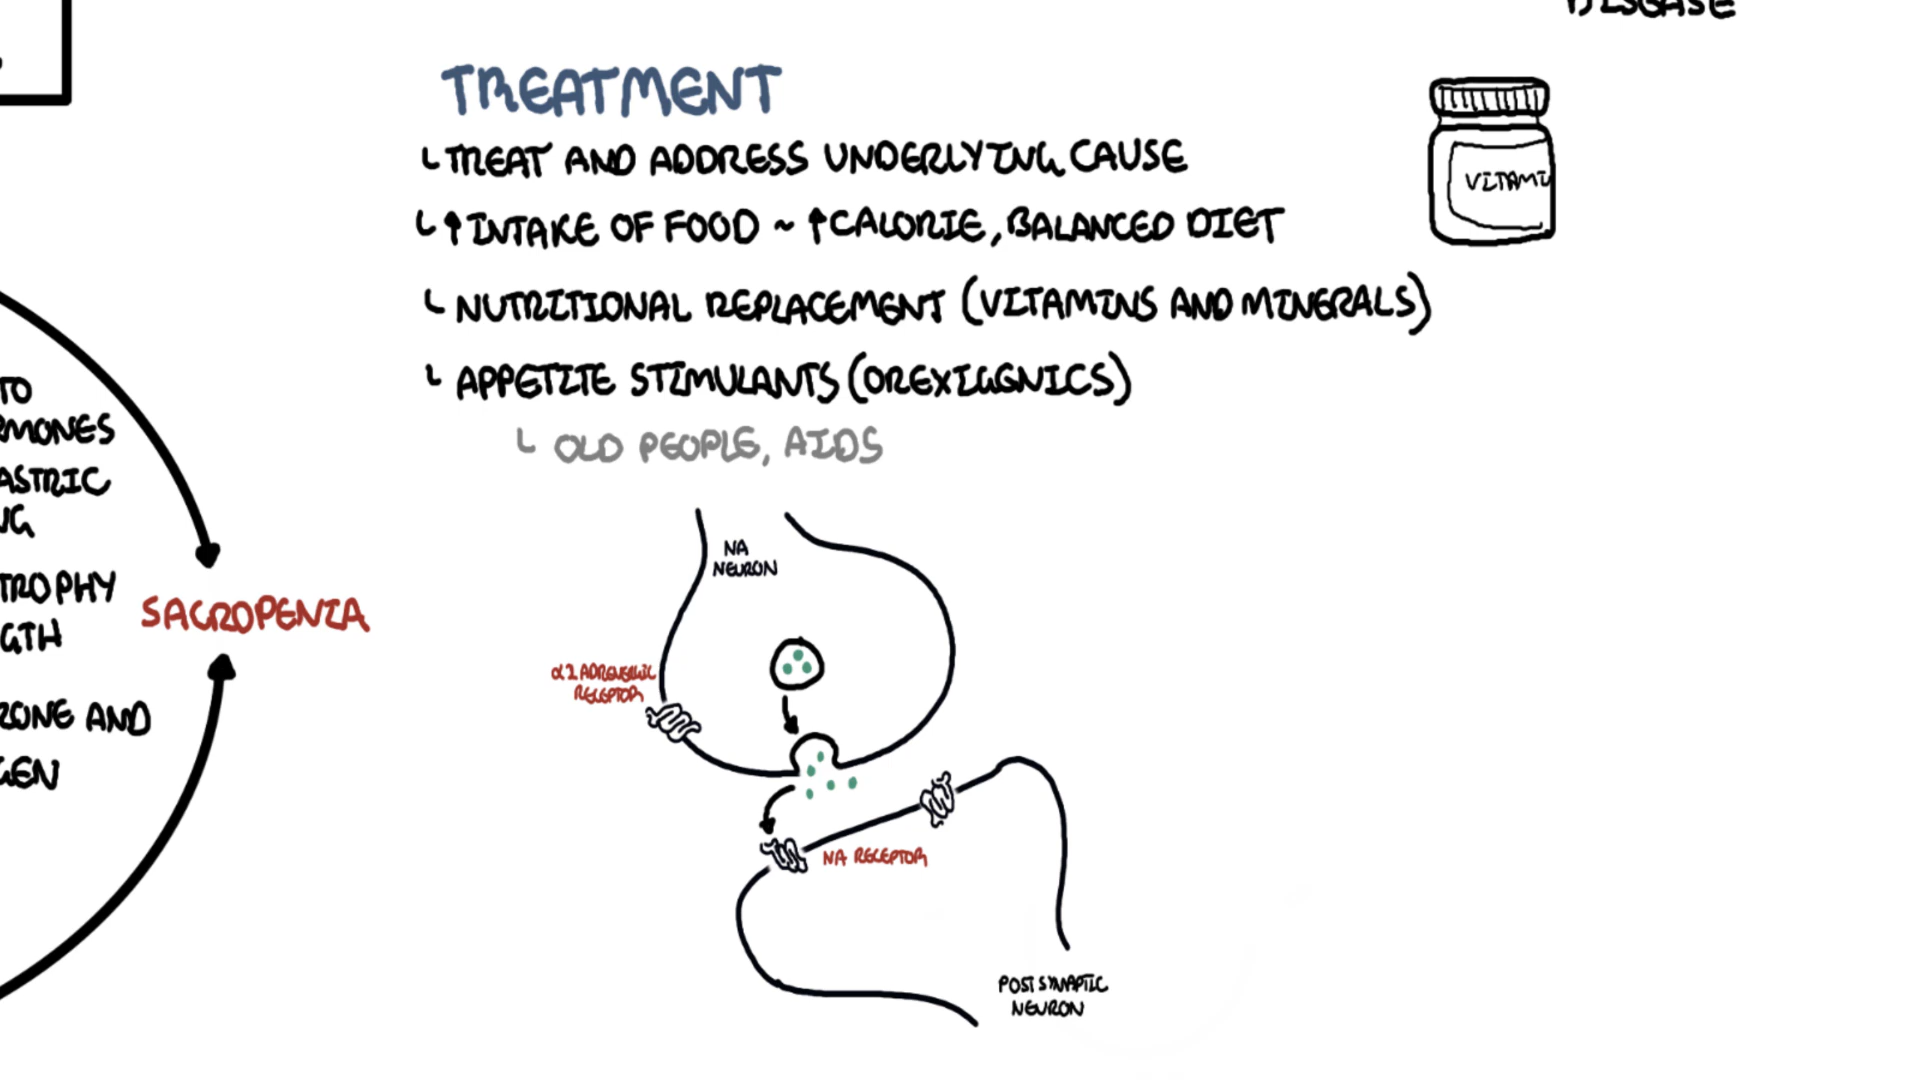 DISEASE
TREATMENT
TREAT AND ADDRESS UNDERLYING CAUSE
↑ INTAKE OF FOOD ~ ↑ CALORIE, BALANCED DIET
VITAMI
NUTRITIONAL REPLACEMENT (VITAMINS AND MINERALS)
APPETITE STIMULANTS (OREXIGENICS)
OLD PEOPLE, AIDS
TO
RMONES
ASTRIC
NG
TROPHY
GTH
SACROPENIA
RONE AND
GEN
NA
NEURON
α2 ADRENERGIC
RECEPTOR
NA RECEPTOR
POST SYNAPTIC
NEURON